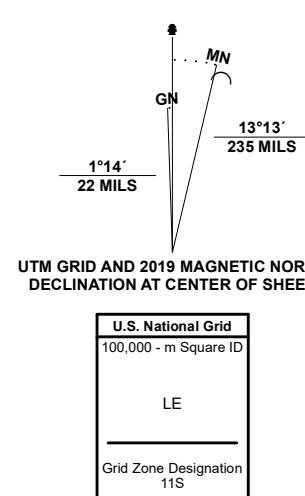 MN
GN
13°13´
235 MILS
1°14´
22 MILS
UTM GRID AND 2019 MAGNETIC NOR
DECLINATION AT CENTER OF SHEE
U.S. National Grid
100,000 - m Square ID
LE
Grid Zone Designation
11S